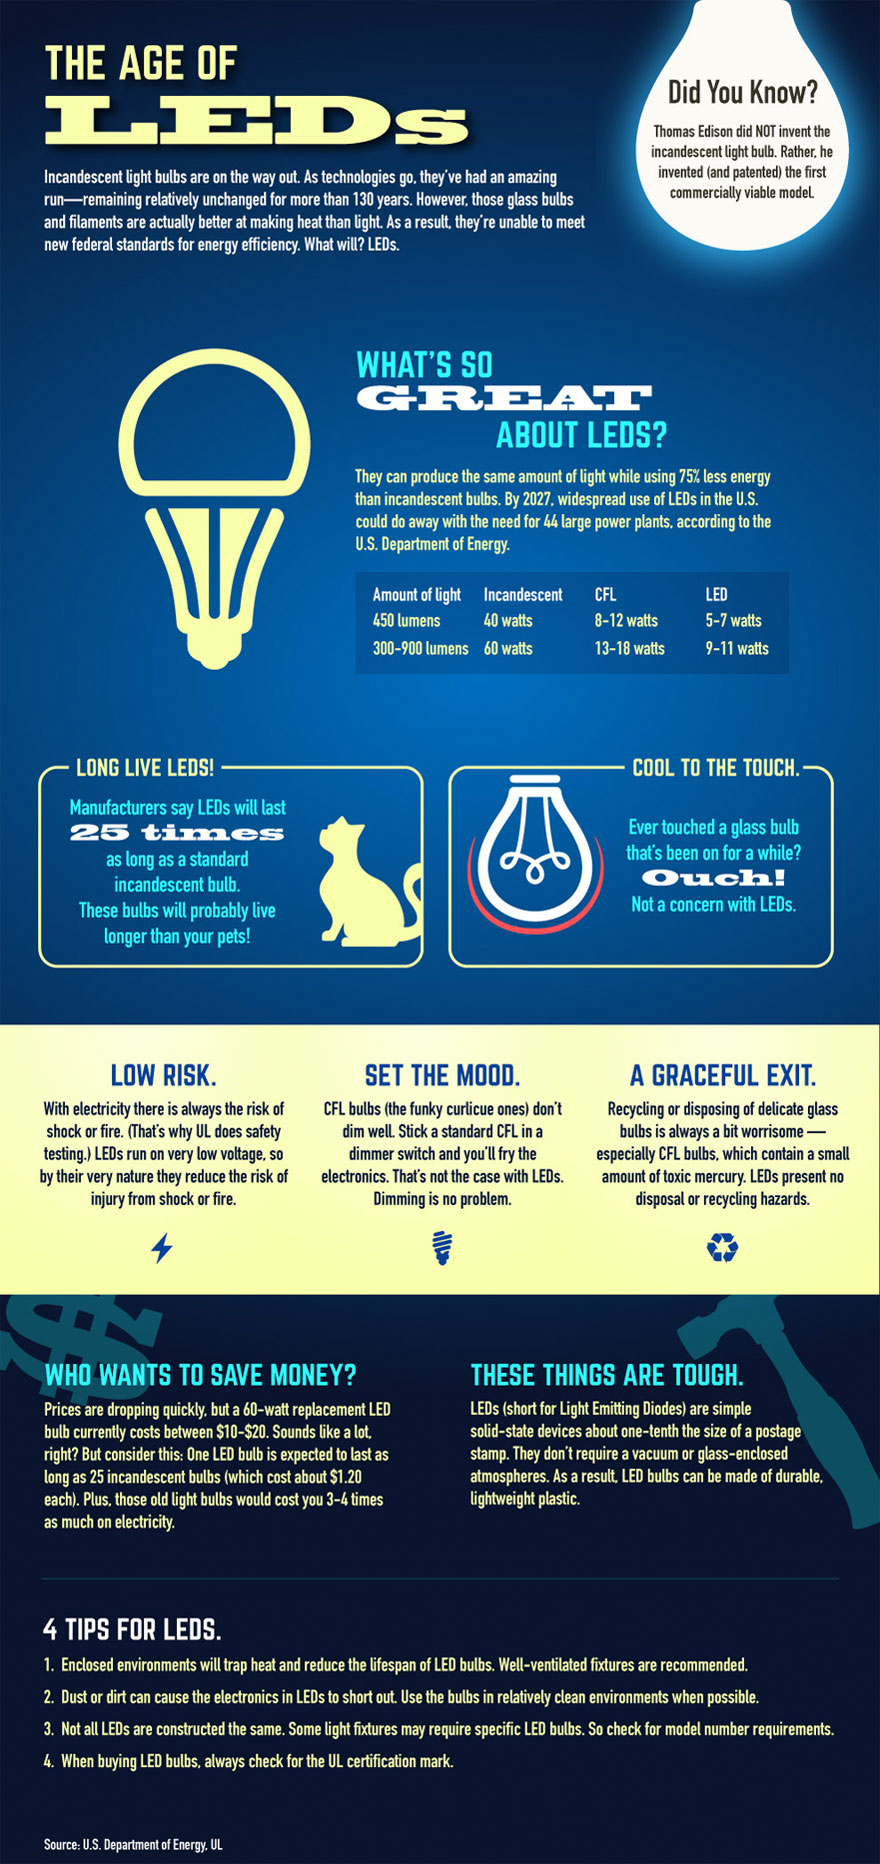 THE AGE OF
LEDs
Incandescent light bulbs are on the way out. As technologies go, they've had an amazing
run—remaining relatively unchanged for more than 130 years. However, those glass bulbs
and filaments are actually better at making heat than light. As a result, they're unable to meet
new federal standards for energy efficiency. What will? LEDs.
Did You Know?
Thomas Edison did NOT invent the
incandescent light bulb. Rather, he
invented (and patented) the first
commercially viable model.
WHAT'S SO
GREAT
ABOUT LEDS?
They can produce the same amount of light while using 75% less energy
than incandescent bulbs. By 2027, widespread use of LEDs in the U.S.
could do away with the need for 44 large power plants, according to the
U.S. Department of Energy.
Amount of light Incandescent CFL LED
450 lumens 40 watts 8-12 watts 5-7 watts
300-900 lumens 60 watts 13-18 watts 9-11 watts
LONG LIVE LEDS!
Manufacturers say LEDs will last
25 times
as long as a standard
incandescent bulb.
These bulbs will probably live
longer than your pets!
COOL TO THE TOUCH.
Ever touched a glass bulb
that's been on for a while?
Ouch!
Not a concern with LEDs.
LOW RISK.
With electricity there is always the risk of
shock or fire. (That's why UL does safety
testing.) LEDs run on very low voltage, so
by their very nature they reduce the risk of
injury from shock or fire.
SET THE MOOD.
CFL bulbs (the funky curlicue ones) don't
dim well. Stick a standard CFL in a
dimmer switch and you'll fry the
electronics. That's not the case with LEDs.
Dimming is no problem.
A GRACEFUL EXIT.
Recycling or disposing of delicate glass
bulbs is always a bit worrisome —
especially CFL bulbs, which contain a small
amount of toxic mercury. LEDs present no
disposal or recycling hazards.
WHO WANTS TO SAVE MONEY?
Prices are dropping quickly, but a 60-watt replacement LED
bulb currently costs between $10-$20. Sounds like a lot,
right? But consider this: One LED bulb is expected to last as
long as 25 incandescent bulbs (which cost about $1.20
each). Plus, those old light bulbs would cost you 3-4 times
as much on electricity.
THESE THINGS ARE TOUGH.
LEDs (short for Light Emitting Diodes) are simple
solid-state devices about one-tenth the size of a postage
stamp. They don't require a vacuum or glass-enclosed
atmospheres. As a result, LED bulbs can be made of durable,
lightweight plastic.
4 TIPS FOR LEDS.
1. Enclosed environments will trap heat and reduce the lifespan of LED bulbs. Well-ventilated fixtures are recommended.
2. Dust or dirt can cause the electronics in LEDs to short out. Use the bulbs in relatively clean environments when possible.
3. Not all LEDs are constructed the same. Some light fixtures may require specific LED bulbs. So check for model number requirements.
4. When buying LED bulbs, always check for the UL certification mark.
Source: U.S. Department of Energy, UL